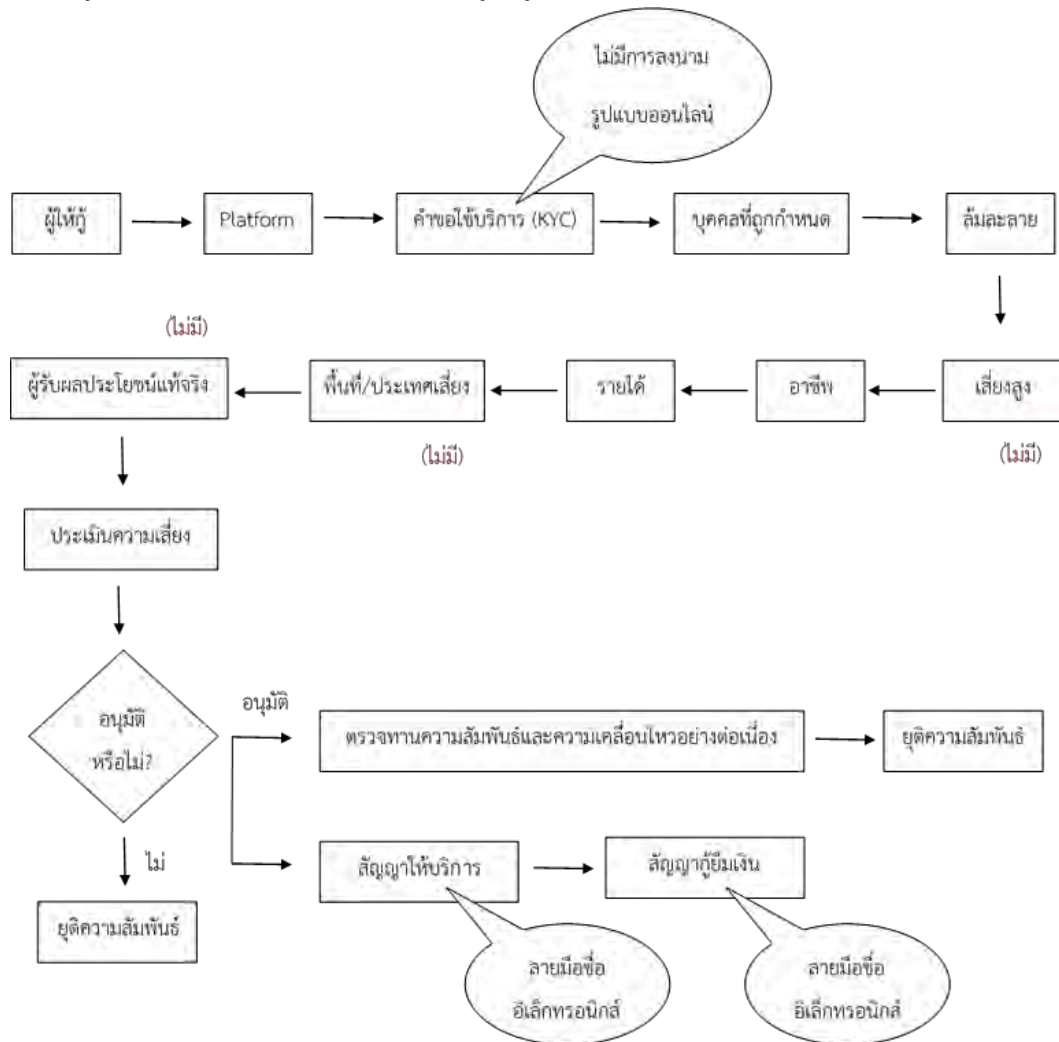 ไม่มีการลงนาม
รูปแบบออนไลน์
ผู้ให้กู้
Platform
คำขอใช้บริการ (KYC)
บุคคลที่ถูกกำหนด
ล้มละลาย
(ไม่มี)
ผู้รับผลประโยชน์แท้จริง
พื้นที่/ประเทศเสี่ยง
รายได้
อาชีพ
เสี่ยงสูง
(ไม่มี)
(ไม่มี)
ประเมินความเสี่ยง
อนุมัติ
หรือไม่?
อนุมัติ
ตรวจทานความสัมพันธ์และความเคลื่อนไหวอย่างต่อเนื่อง
ยุติความสัมพันธ์
ไม่
สัญญาให้บริการ
สัญญากู้ยืมเงิน
ยุติความสัมพันธ์
ลายมือชื่อ
อิเล็กทรอนิกส์
ลายมือชื่อ
อิเล็กทรอนิกส์